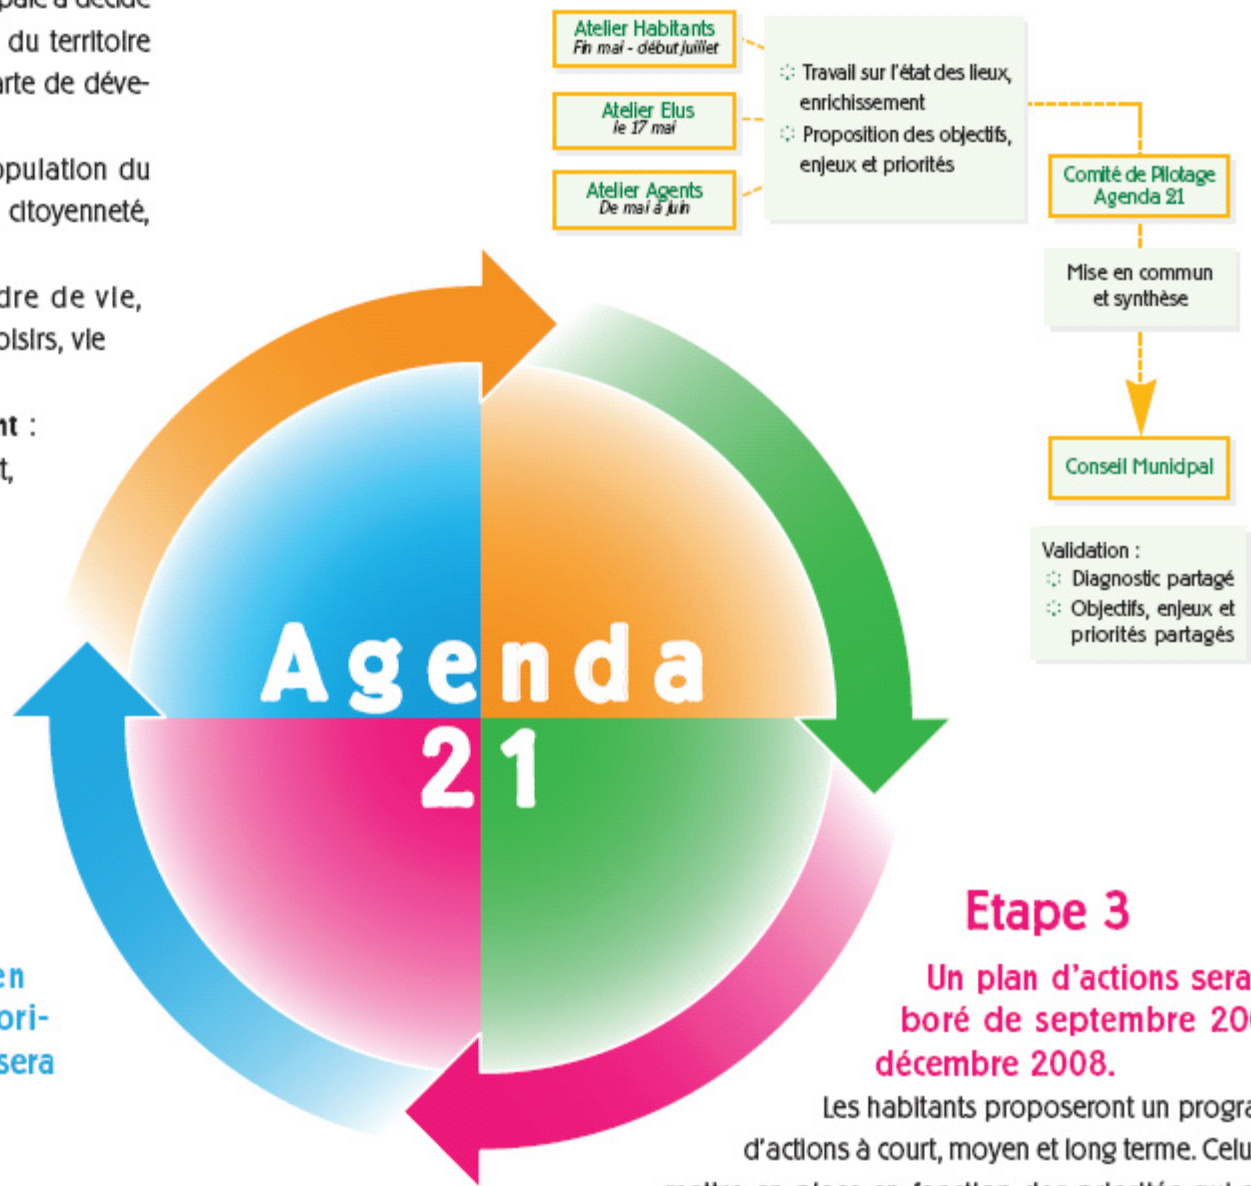 du territoire
arte de déve-
opulation du
citoyenneté,
dre de vie,
oisirs, vie
nt :
t,
Atelier Habitants
Fin mai - début juillet
Atelier Elus
le 17 mai
Atelier Agents
De mai à juin
Travail sur l'état des lieux,
enrichissement
Proposition des objectifs,
enjeux et priorités
Comité de Pilotage
Agenda 21
Mise en commun
et synthèse
Conseil Municipal
Validation :
Diagnostic partagé
Objectifs, enjeux et
priorités partagés
Agenda
21
en
ori-
sera
Etape 3
Un plan d'actions sera
boré de septembre 200
décembre 2008.
Les habitants proposeront un progra
d'actions à court, moyen et long terme. Celu